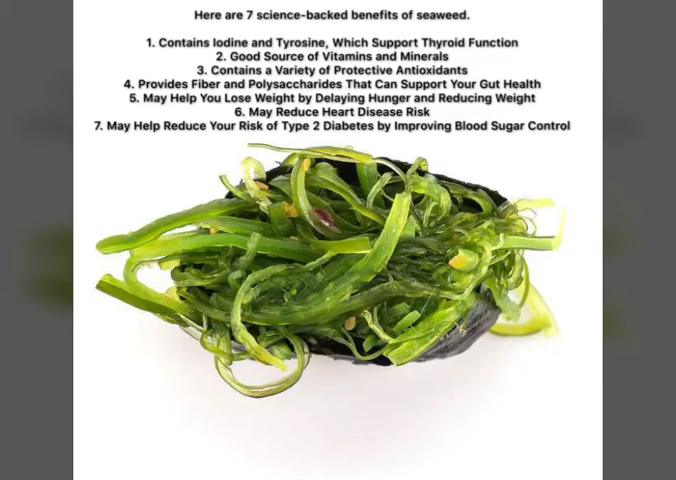 Here are 7 science-backed benefits of seaweed.
1. Contains Iodine and Tyrosine, Which Support Thyroid Function
2. Good Source of Vitamins and Minerals
3. Contains a Variety of Protective Antioxidants
4. Provides Fiber and Polysaccharides That Can Support Your Gut Health
5. May Help You Lose Weight by Delaying Hunger and Reducing Weight
6. May Reduce Heart Disease Risk
7. May Help Reduce Your Risk of Type 2 Diabetes by Improving Blood Sugar Control